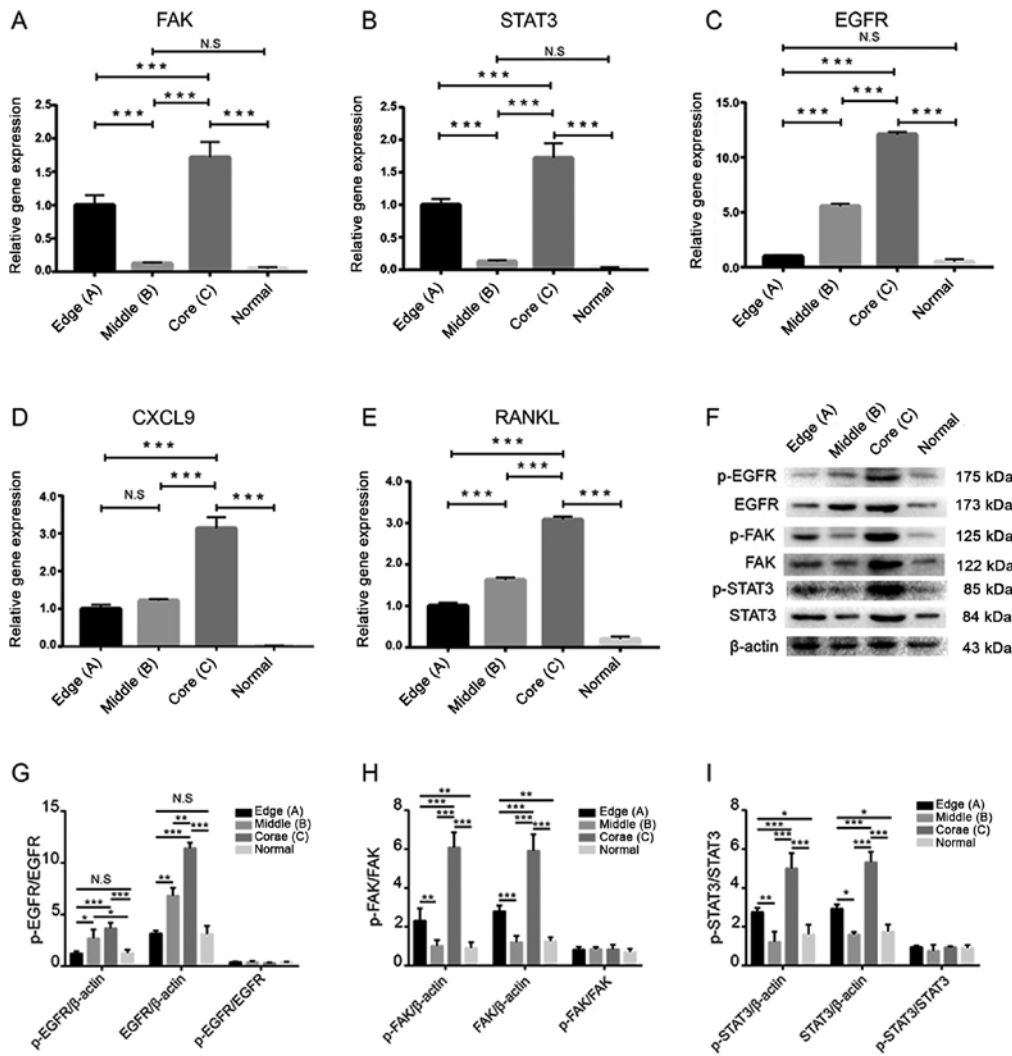 A FAK
N.S
***
***
*** ***
Relative gene expression
2.5
2.0
1.5
1.0
0.5
0.0
Edge (A)
Middle (B)
Core (C)
Normal
B STAT3
N.S
***
***
*** ***
Relative gene expression
2.5
2.0
1.5
1.0
0.5
0.0
Edge (A)
Middle (B)
Core (C)
Normal
C EGFR
N.S
***
***
*** ***
Relative gene expression
15.0
10.0
5.0
0.0
Edge (A)
Middle (B)
Core (C)
Normal
D CXCL9
***
***
N.S ***
Relative gene expression
4.0
3.0
2.0
1.0
0.0
Edge (A)
Middle (B)
Core (C)
Normal
E RANKL
***
***
*** ***
Relative gene expression
4.0
3.0
2.0
1.0
0.0
Edge (A)
Middle (B)
Core (C)
Normal
F
Edge (A)
Middle (B)
Core (C)
Normal
p-EGFR 175 kDa
EGFR 173 kDa
p-FAK 125 kDa
FAK 122 kDa
p-STAT3 85 kDa
STAT3 84 kDa
β-actin 43 kDa
G
p-EGFR/EGFR
15
10
5
0
N.S
***
***
* *
N.S
**
***
***
**
Edge (A)
Middle (B)
Corae (C)
Normal
p-EGFR/β-actin
EGFR/β-actin
p-EGFR/EGFR
H
p-FAK/FAK
8
6
4
2
0
**
***
***
***
**
**
***
***
***
***
Edge (A)
Middle (B)
Corae (C)
Normal
p-FAK/β-actin
FAK/β-actin
p-FAK/FAK
I
p-STAT3/STAT3
8
6
4
2
0
*
***
***
***
**
*
***
***
***
*
Edge (A)
Middle (B)
Corae (C)
Normal
p-STAT3/β-actin
STAT3/β-actin
p-STAT3/STAT3